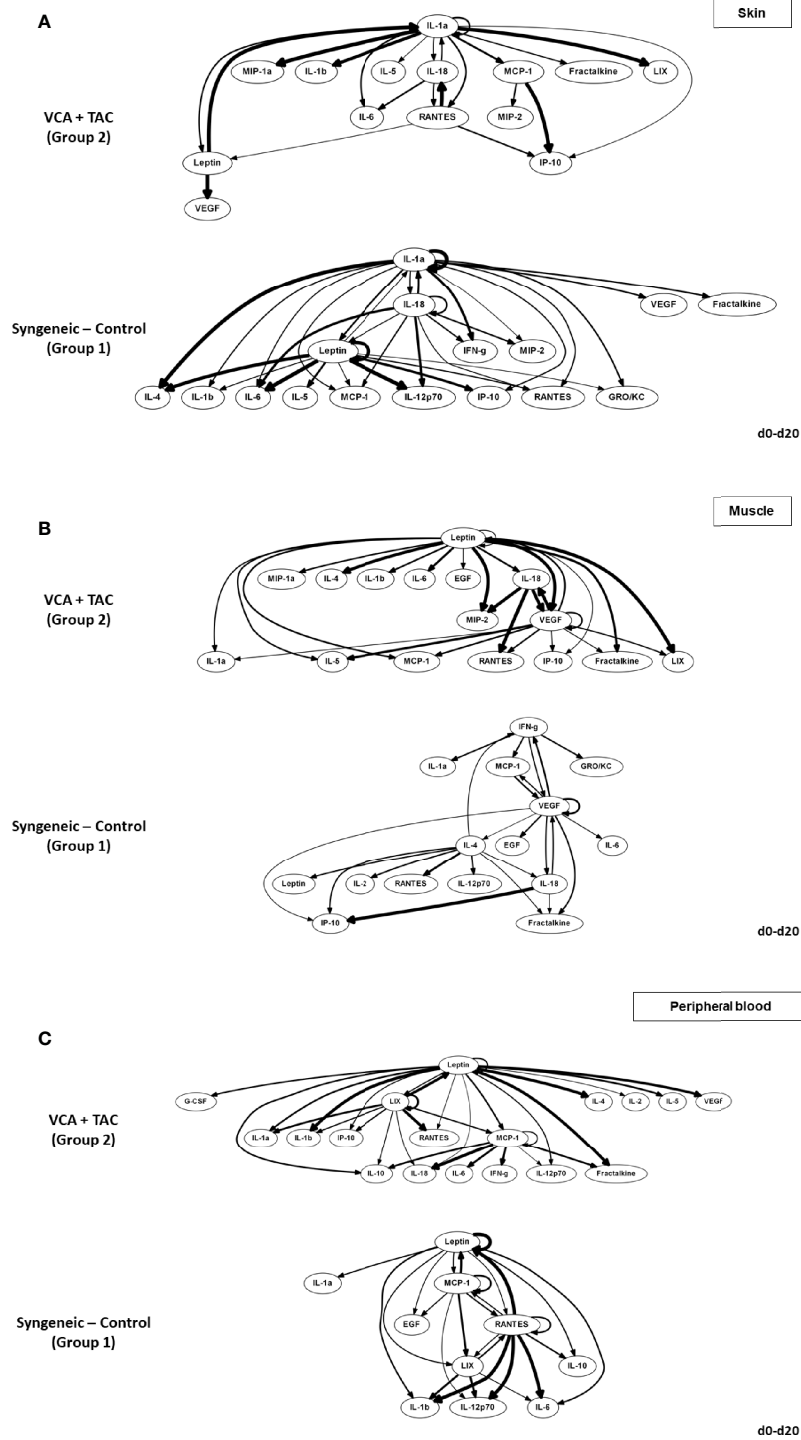 A
Skin
IL-1a
MIP-1a IL-1b IL-5 IL-18 MCP-1 Fractalkine LIX
VCA + TAC
(Group 2)
IL-6 RANTES MIP-2
Leptin IP-10
VEGF
IL-1a
IL-18 VEGF Fractalkine
Syngeneic – Control
(Group 1)
Leptin IFN-g MIP-2
IL-4 IL-1b IL-6 IL-5 MCP-1 IL-12p70 IP-10 RANTES GRO/KC
d0-d20
B
Muscle
Leptin
MIP-1a IL-4 IL-1b IL-6 EGF IL-18
VCA + TAC
(Group 2)
MIP-2 VEGF
IL-1a IL-5 MCP-1 RANTES IP-10 Fractalkine LIX
IFN-g
IL-1a MCP-1 GRO/KC
VEGF
Syngeneic – Control
(Group 1)
IL-4 EGF IL-6
Leptin IL-2 RANTES IL-12p70 IL-18
IP-10 Fractalkine
d0-d20
Peripheral blood
C
Leptin
G-CSF LIX IL-4 IL-2 IL-5 VEGf
VCA + TAC
(Group 2)
IL-1a IL-1b IP-10 RANTES MCP-1
IL-10 IL-18 IL-6 IFN-g IL-12p70 Fractalkine
Leptin
IL-1a MCP-1
Syngeneic – Control
(Group 1)
EGF RANTES
LIX IL-10
IL-1b IL-12p70 IL-6
d0-d20